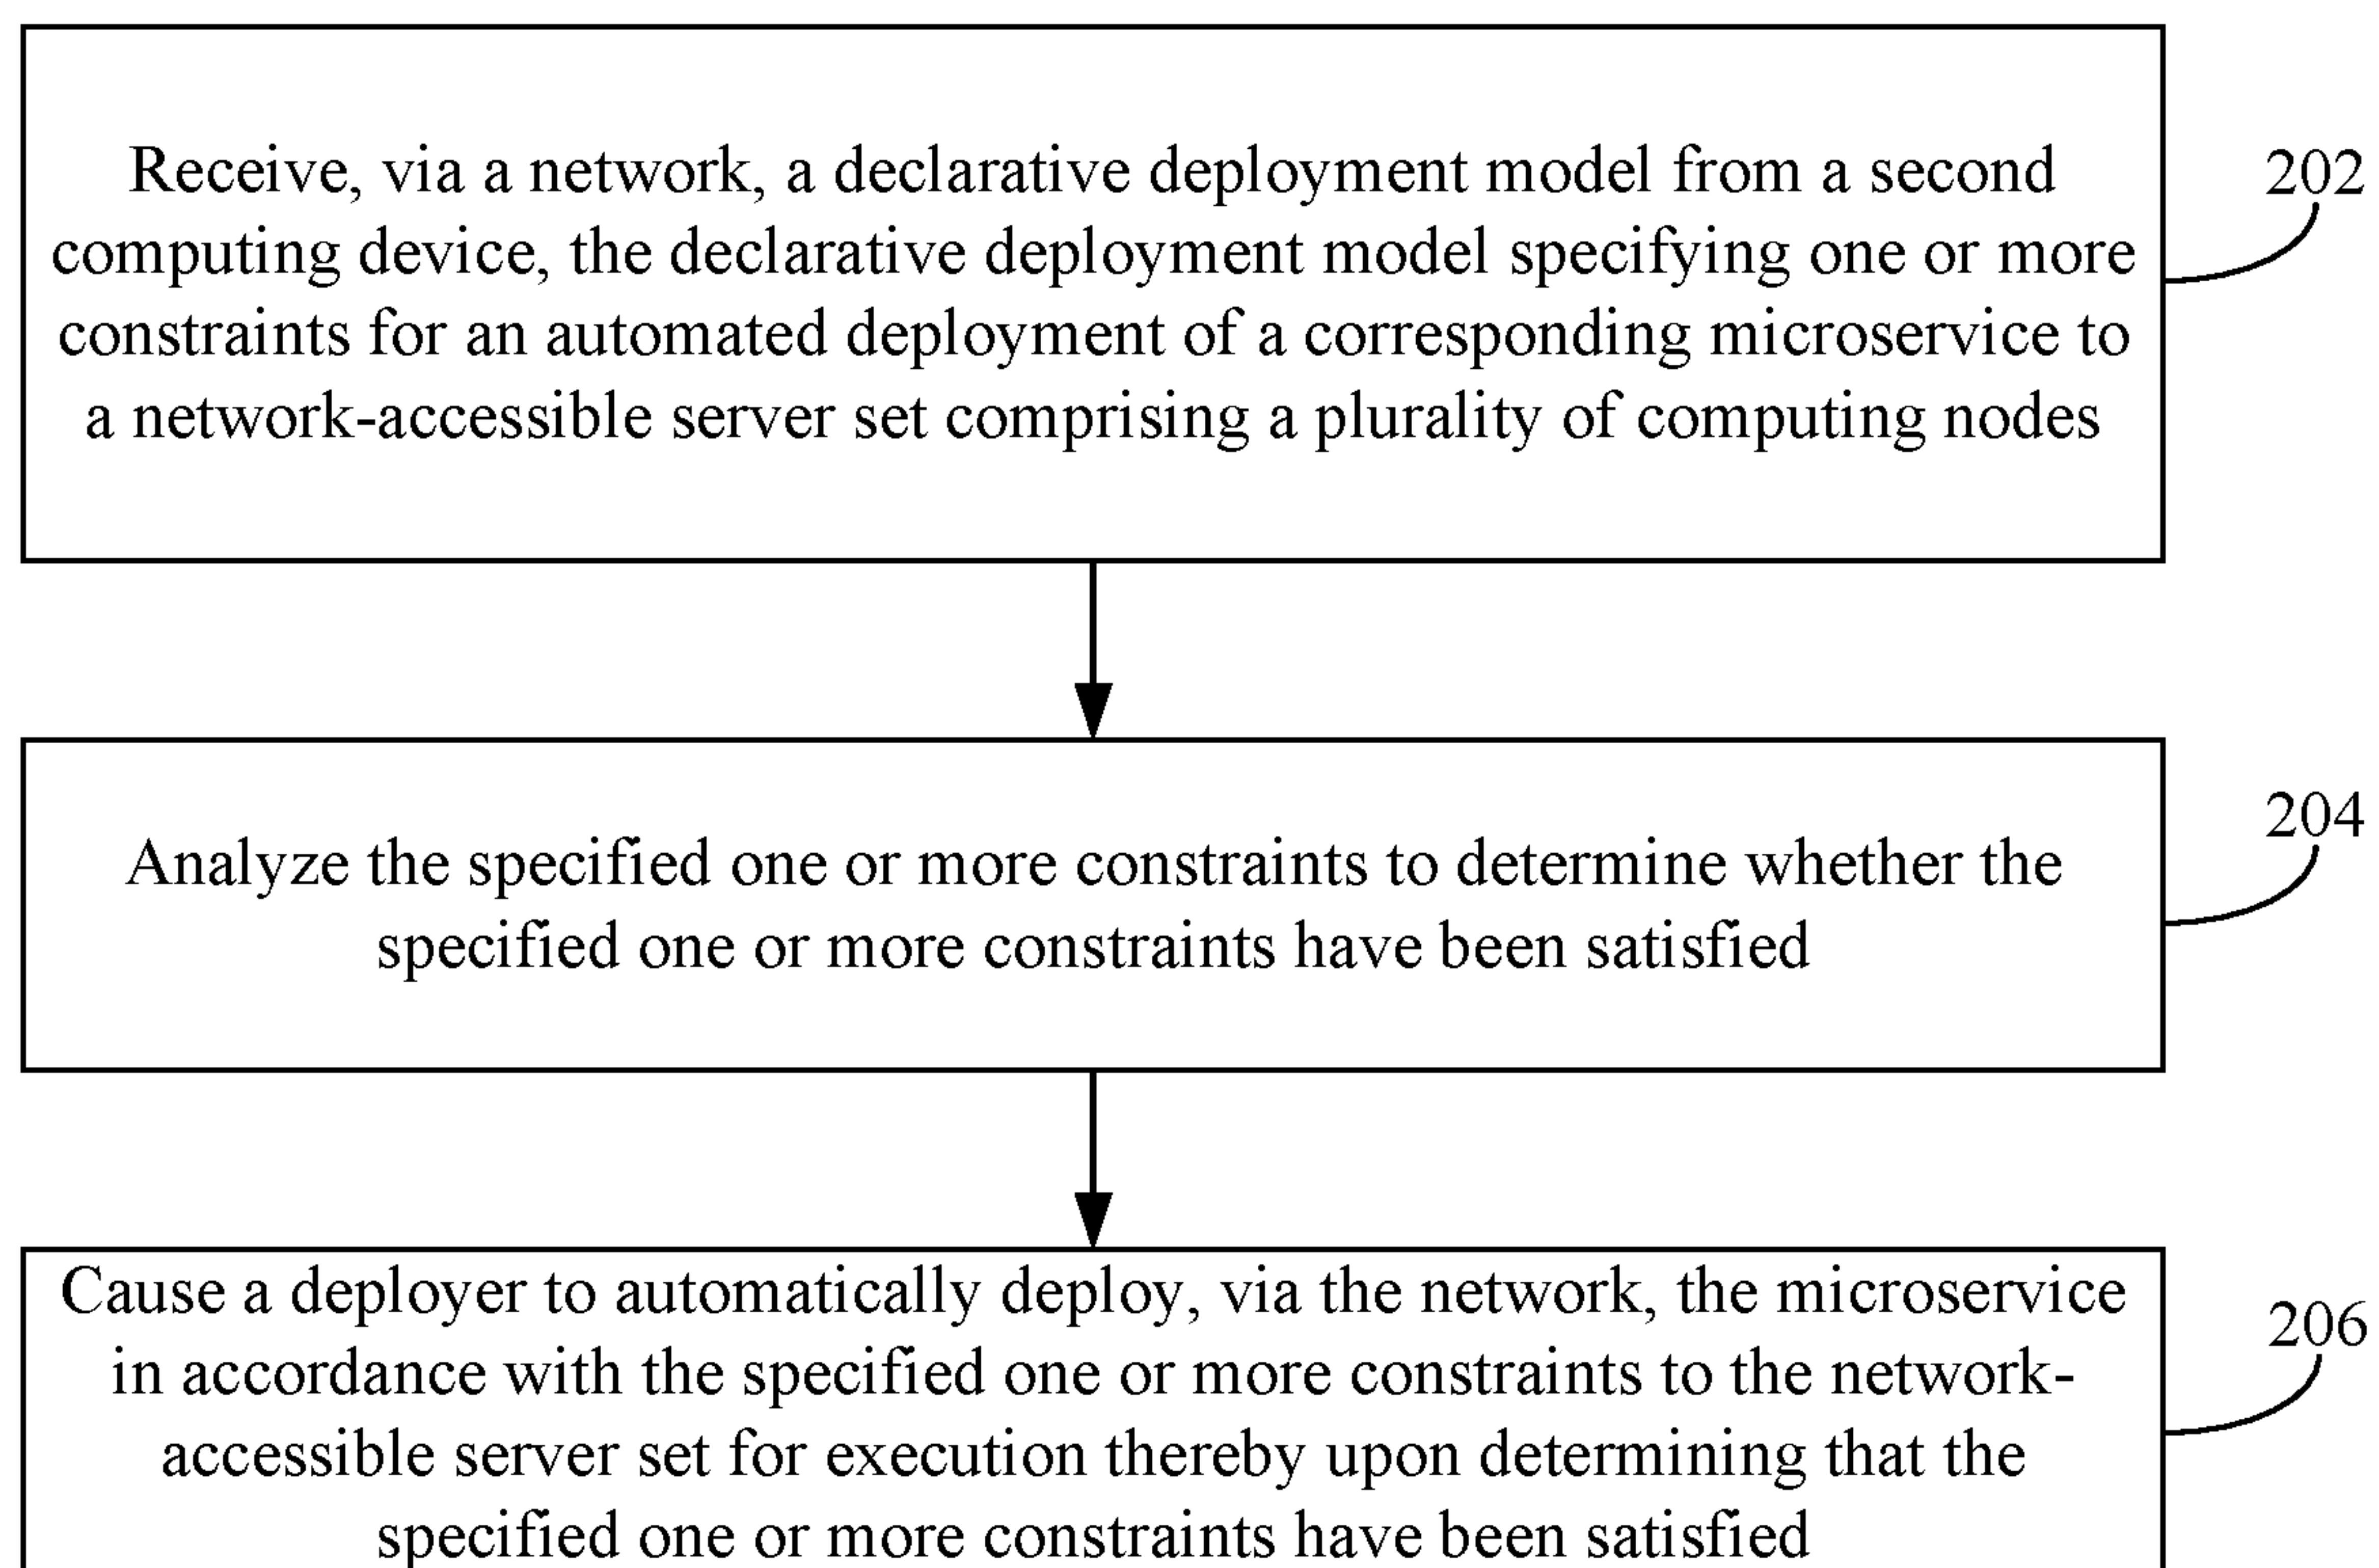 Receive, via a network, a declarative deployment model from a second
computing device, the declarative deployment model specifying one or more
constraints for an automated deployment of a corresponding microservice to
a network-accessible server set comprising a plurality of computing nodes
202
Analyze the specified one or more constraints to determine whether the
specified one or more constraints have been satisfied
204
Cause a deployer to automatically deploy, via the network, the microservice
in accordance with the specified one or more constraints to the network-
accessible server set for execution thereby upon determining that the
specified one or more constraints have been satisfied
206